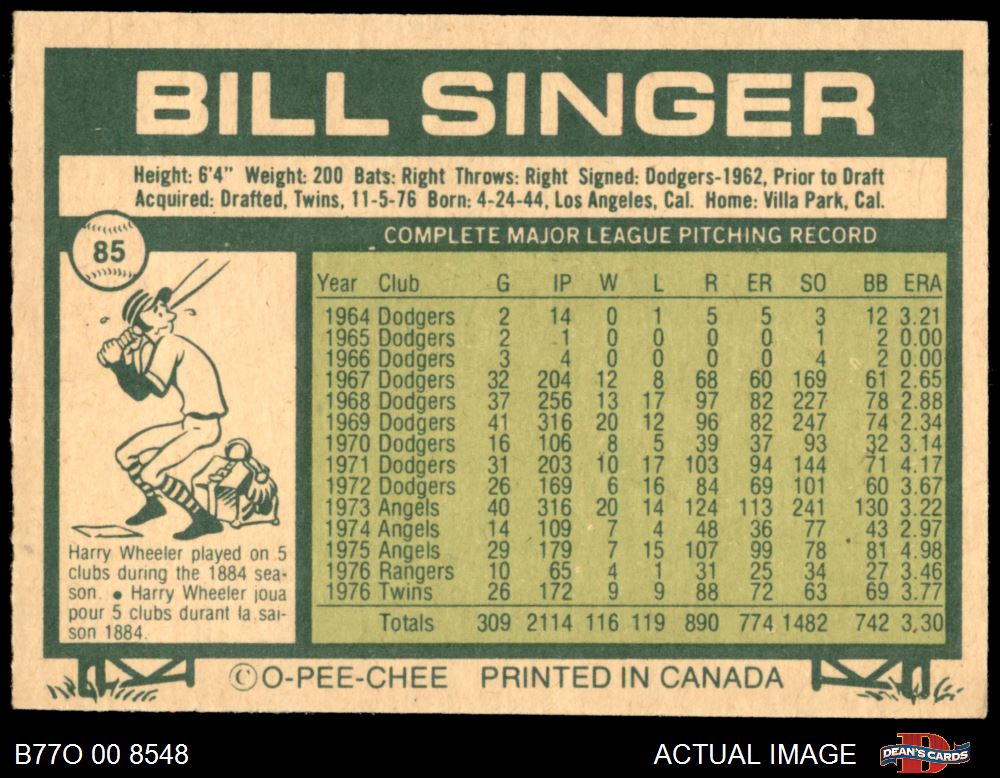 BILL SINGER
Height: 6'4" Weight: 200 Bats: Right Throws: Right Signed: Dodgers-1962, Prior to Draft
Acquired: Drafted, Twins, 11-5-76 Born: 4-24-44, Los Angeles, Cal. Home: Villa Park, Cal.
85
COMPLETE MAJOR LEAGUE PITCHING RECORD
Year Club G IP W L R ER SO BB ERA
1964 Dodgers 2 14 0 1 5 5 3 12 3.21
1965 Dodgers 2 1 0 0 0 0 1 2 0.00
1966 Dodgers 3 4 0 0 0 0 4 2 0.00
1967 Dodgers 32 204 12 8 68 60 169 61 2.65
1968 Dodgers 37 256 13 17 97 82 227 78 2.88
1969 Dodgers 41 316 20 12 96 82 247 74 2.34
1970 Dodgers 16 106 8 5 39 37 93 32 3.14
1971 Dodgers 31 203 10 17 103 94 144 71 4.17
1972 Dodgers 26 169 6 16 84 69 101 60 3.67
1973 Angels 40 316 20 14 124 113 241 130 3.22
1974 Angels 14 109 7 4 48 36 77 43 2.97
1975 Angels 29 179 7 15 107 99 78 81 4.98
1976 Rangers 10 65 4 1 31 25 34 27 3.46
1976 Twins 26 172 9 9 88 72 63 69 3.77
Totals 309 2114 116 119 890 774 1482 742 3.30
Harry Wheeler played on 5
clubs during the 1884 sea-
son. • Harry Wheeler joua
pour 5 clubs durant la sai-
son 1884.
© O-PEE-CHEE PRINTED IN CANADA
B77O 00 8548
ACTUAL IMAGE
D
DEAN'S CARDS